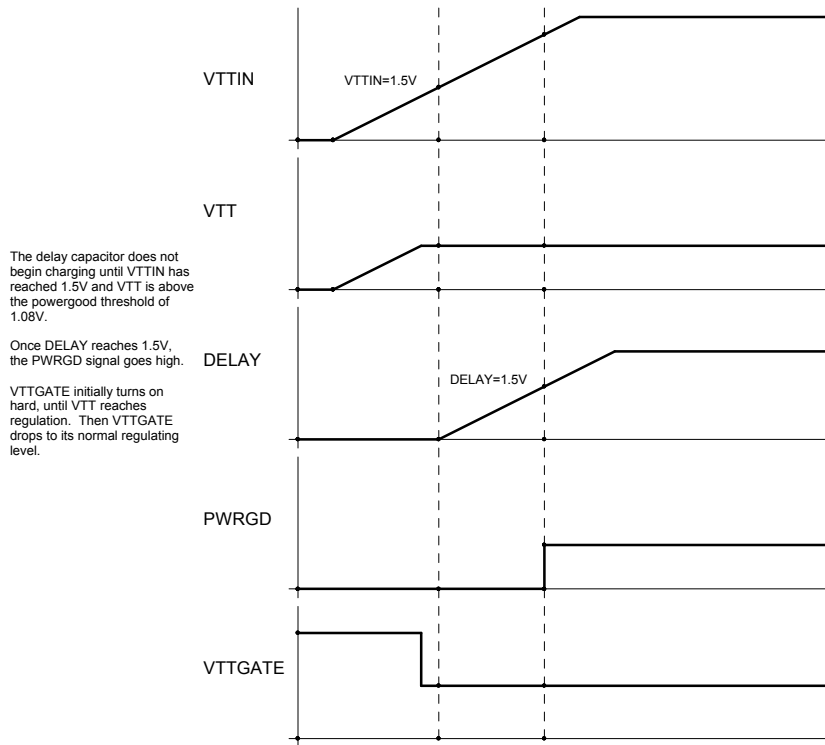 VTTIN
VTTIN=1.5V
VTT
The delay capacitor does not
begin charging until VTTIN has
reached 1.5V and VTT is above
the powergood threshold of
1.08V.
Once DELAY reaches 1.5V,
the PWRGD signal goes high.
DELAY
DELAY=1.5V
VTTGATE initially turns on
hard, until VTT reaches
regulation. Then VTTGATE
drops to its normal regulating
level.
PWRGD
VTTGATE